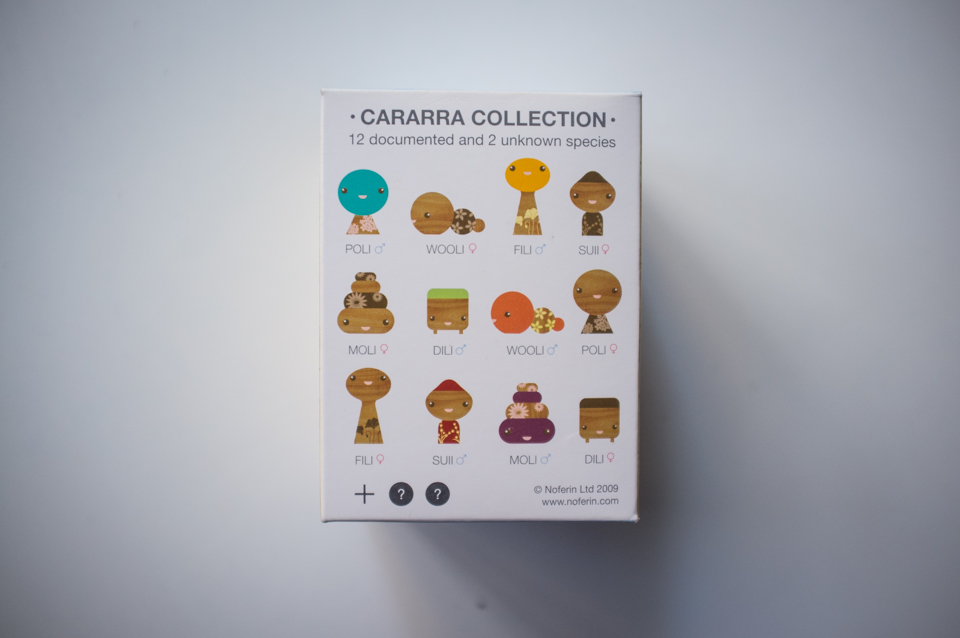 · CARARRA COLLECTION ·
12 documented and 2 unknown species
POLI ♂ WOOLI ♀ FILI ♂ SUII ♀
MOLI ♀ DILI ♂ WOOLI ♂ POLI ♀
FILI ♀ SUII ♂ MOLI ♂ DILI ♀
+ ? ?
© Noferin Ltd 2009
www.noferin.com